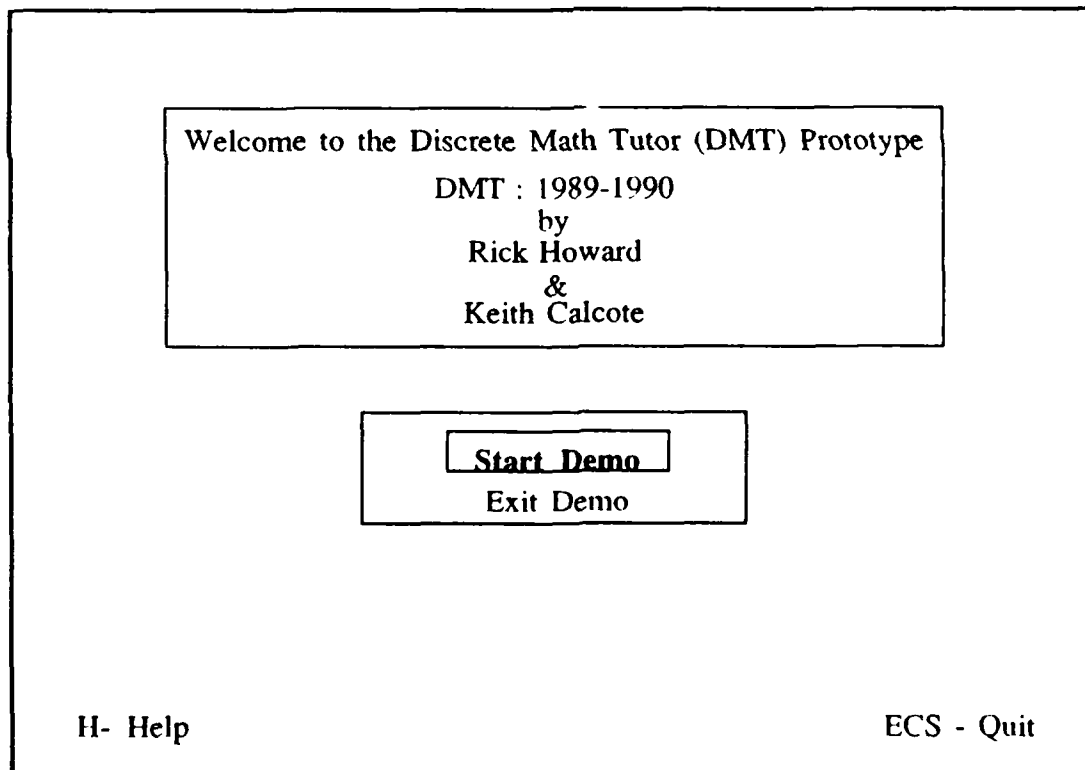 Welcome to the Discrete Math Tutor (DMT) Prototype
DMT : 1989-1990
by
Rick Howard
&
Keith Calcote
Start Demo
Exit Demo
H- Help
ECS - Quit